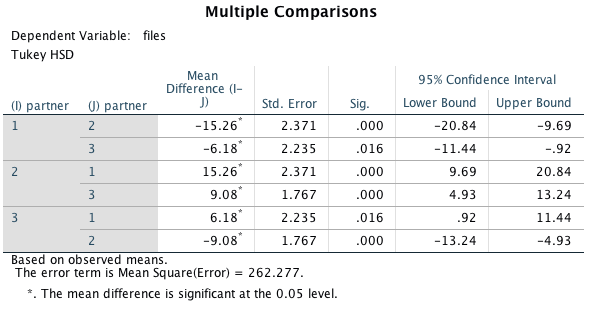 Multiple Comparisons
Dependent Variable: files
Tukey HSD
(I) partner (J) partner Mean Difference (I-J) Std. Error Sig. 95% Confidence Interval
Lower Bound Upper Bound
1 2 -15.26* 2.371 .000 -20.84 -9.69
3 -6.18* 2.235 .016 -11.44 -.92
2 1 15.26* 2.371 .000 9.69 20.84
3 9.08* 1.767 .000 4.93 13.24
3 1 6.18* 2.235 .016 .92 11.44
2 -9.08* 1.767 .000 -13.24 -4.93
Based on observed means.
The error term is Mean Square(Error) = 262.277.
*. The mean difference is significant at the 0.05 level.